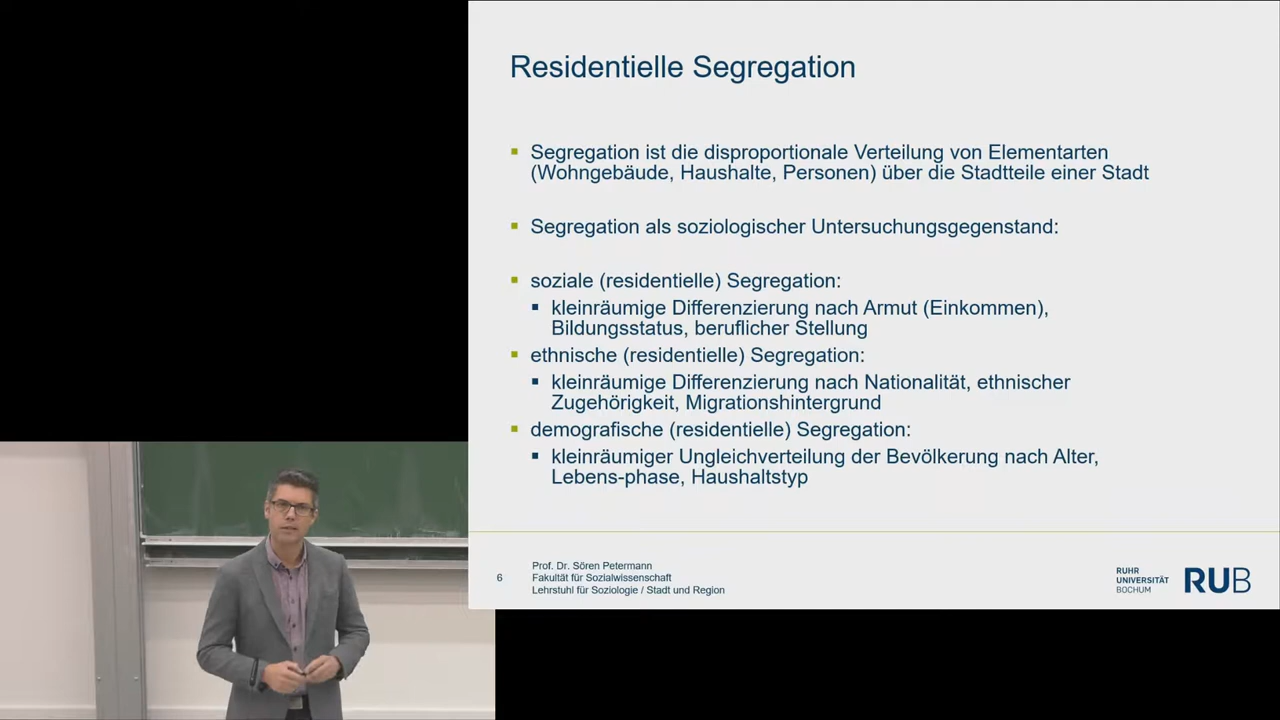 Residentielle Segregation
▪ Segregation ist die disproportionale Verteilung von Elementarten
(Wohngebäude, Haushalte, Personen) über die Stadtteile einer Stadt
▪ Segregation als soziologischer Untersuchungsgegenstand:
▪ soziale (residentielle) Segregation:
▪ kleinräumige Differenzierung nach Armut (Einkommen),
Bildungsstatus, beruflicher Stellung
▪ ethnische (residentielle) Segregation:
▪ kleinräumige Differenzierung nach Nationalität, ethnischer
Zugehörigkeit, Migrationshintergrund
▪ demografische (residentielle) Segregation:
▪ kleinräumiger Ungleichverteilung der Bevölkerung nach Alter,
Lebens-phase, Haushaltstyp
6
Prof. Dr. Sören Petermann
Fakultät für Sozialwissenschaft
Lehrstuhl für Soziologie / Stadt und Region
RUHR
UNIVERSITÄT
BOCHUM
RUB